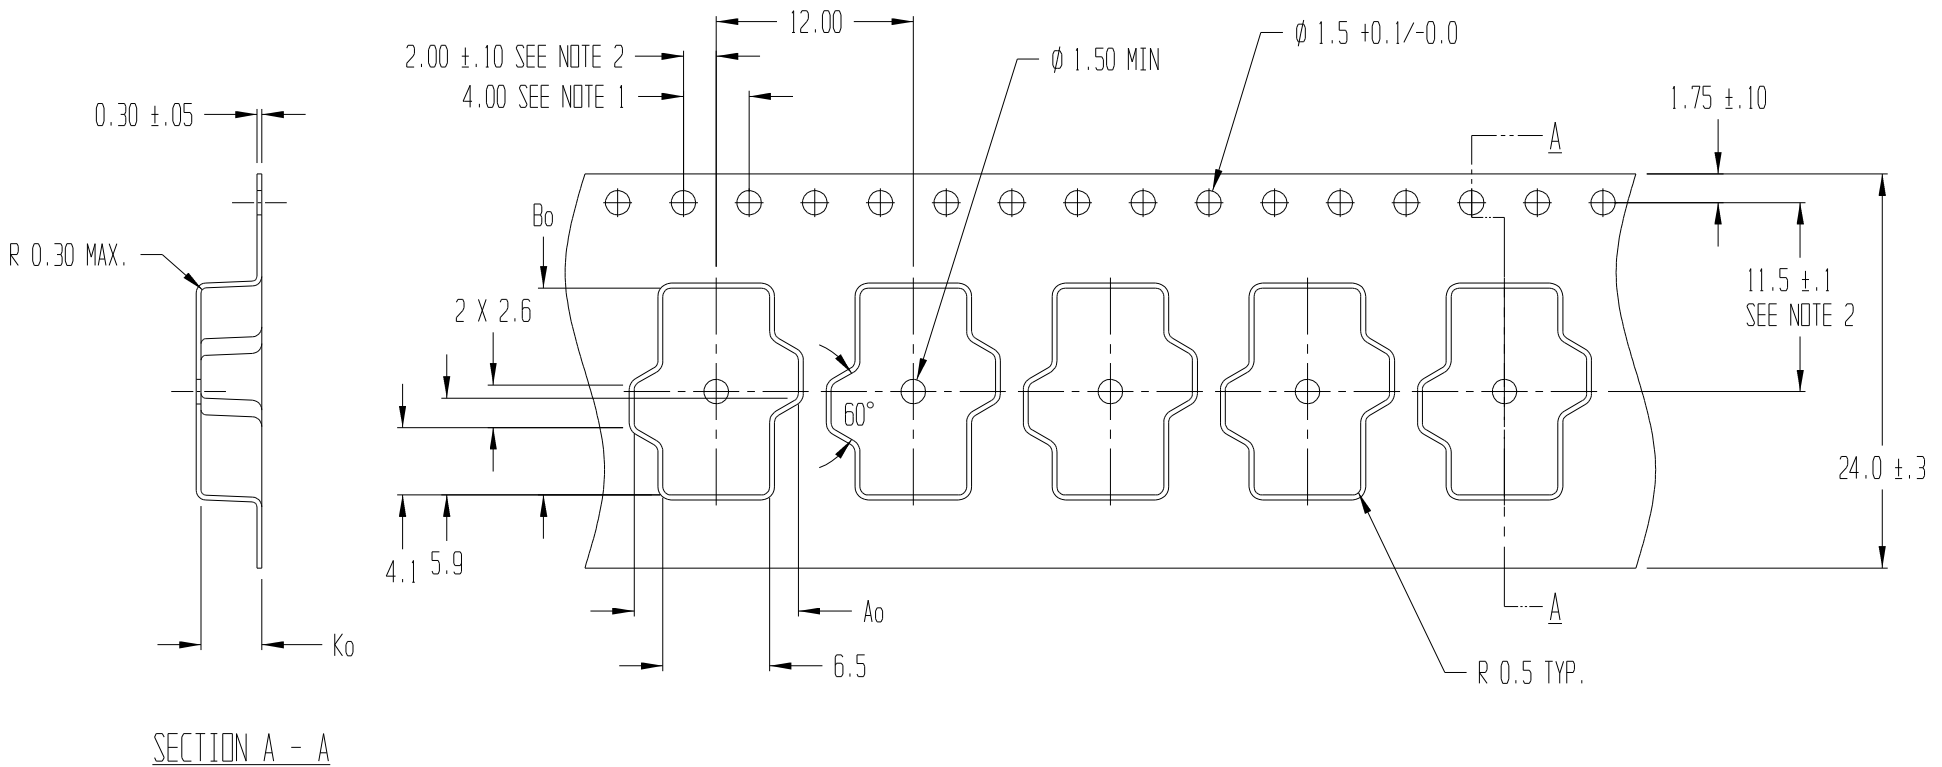 12.00
Ø 1.5 +0.1/-0.0
2.00 ±.10 SEE NOTE 2
Ø 1.50 MIN
4.00 SEE NOTE 1
1.75 ±.10
0.30 ±.05
A
Bo
R 0.30 MAX.
11.5 ±.1
SEE NOTE 2
2 X 2.6
60°
24.0 ±.3
4.1
5.9
Ao
A
Ko
6.5
R 0.5 TYP.
SECTION A - A